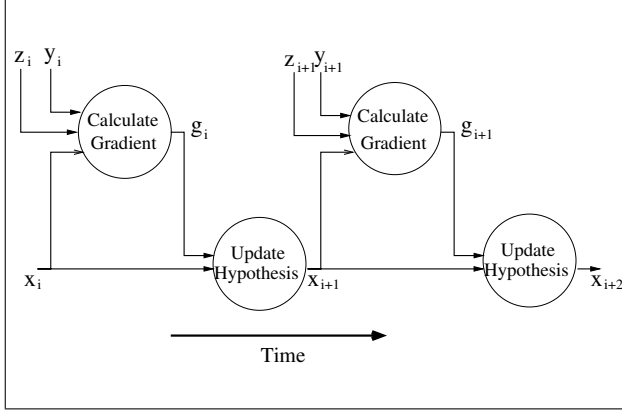 z_i y_i
z_{i+1} y_{i+1}
Calculate
Gradient
g_i
Calculate
Gradient
g_{i+1}
Update
Hypothesis
Update
Hypothesis
x_i
x_{i+1}
x_{i+2}
Time